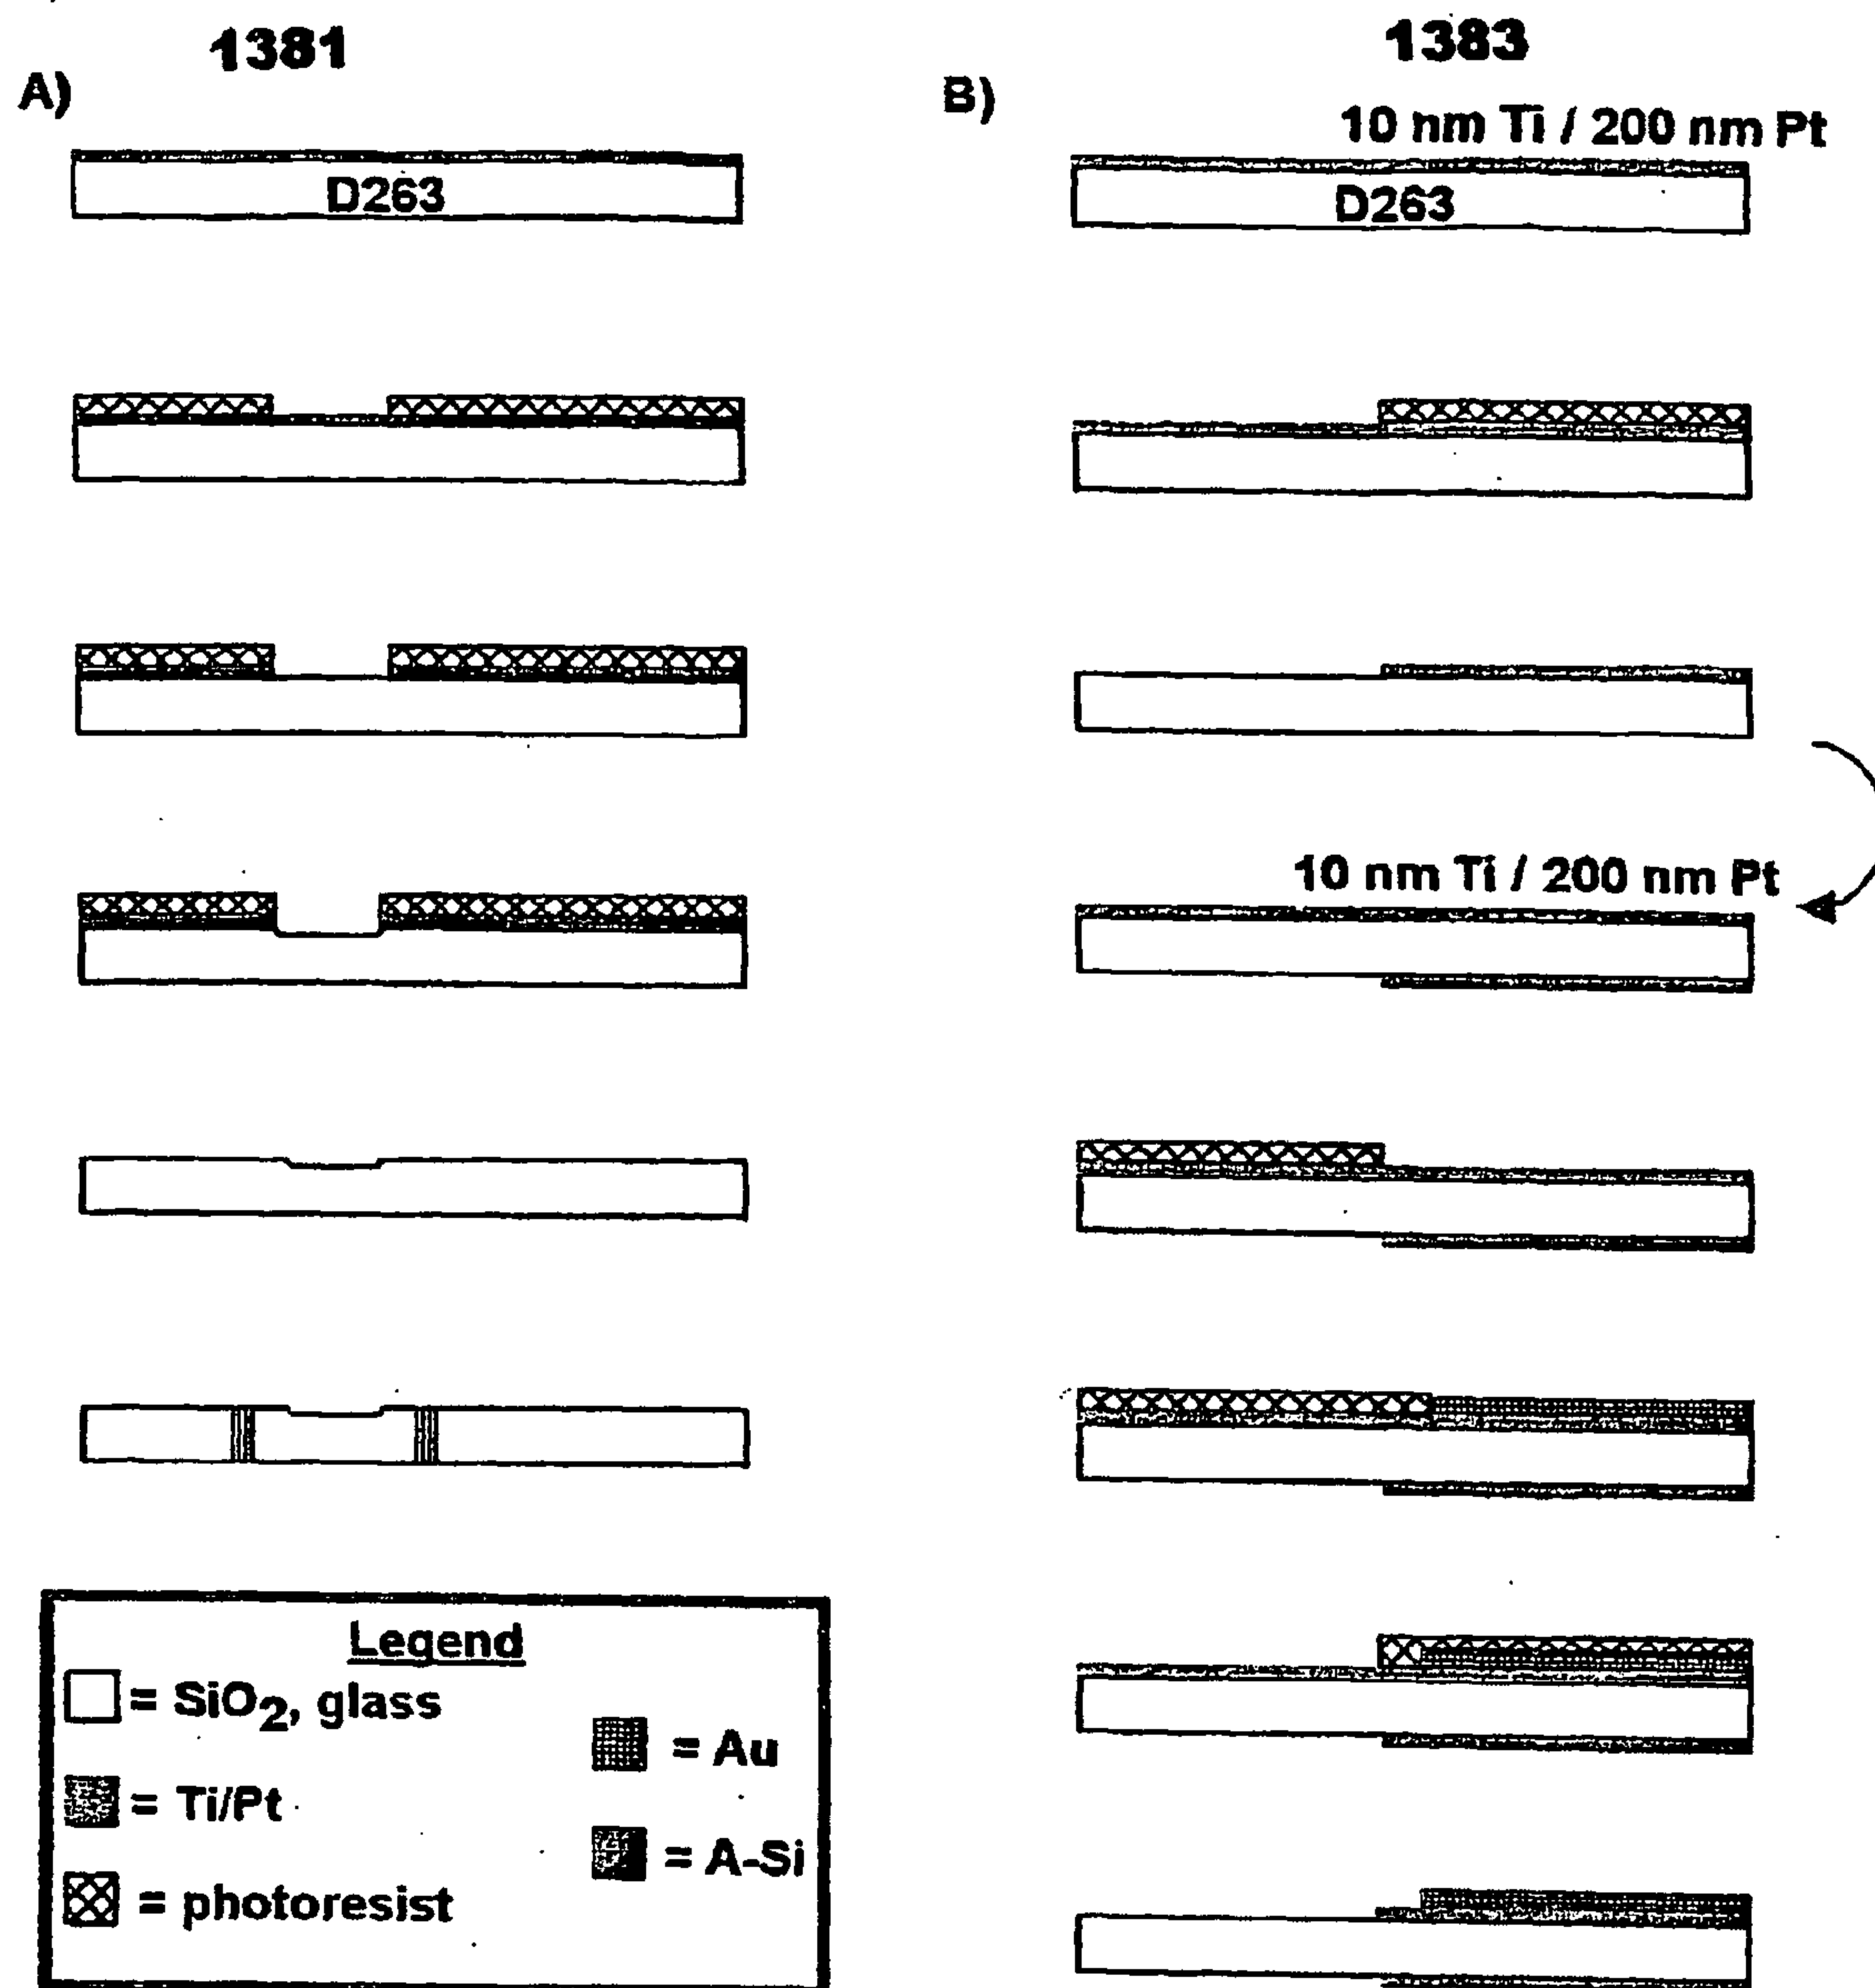 1381
A)
D263
1383
B)
10 nm Ti / 200 nm Pt
D263
10 nm Ti / 200 nm Pt
Legend
= SiO2, glass
= Ti/Pt
= photoresist
= Au
= A-Si